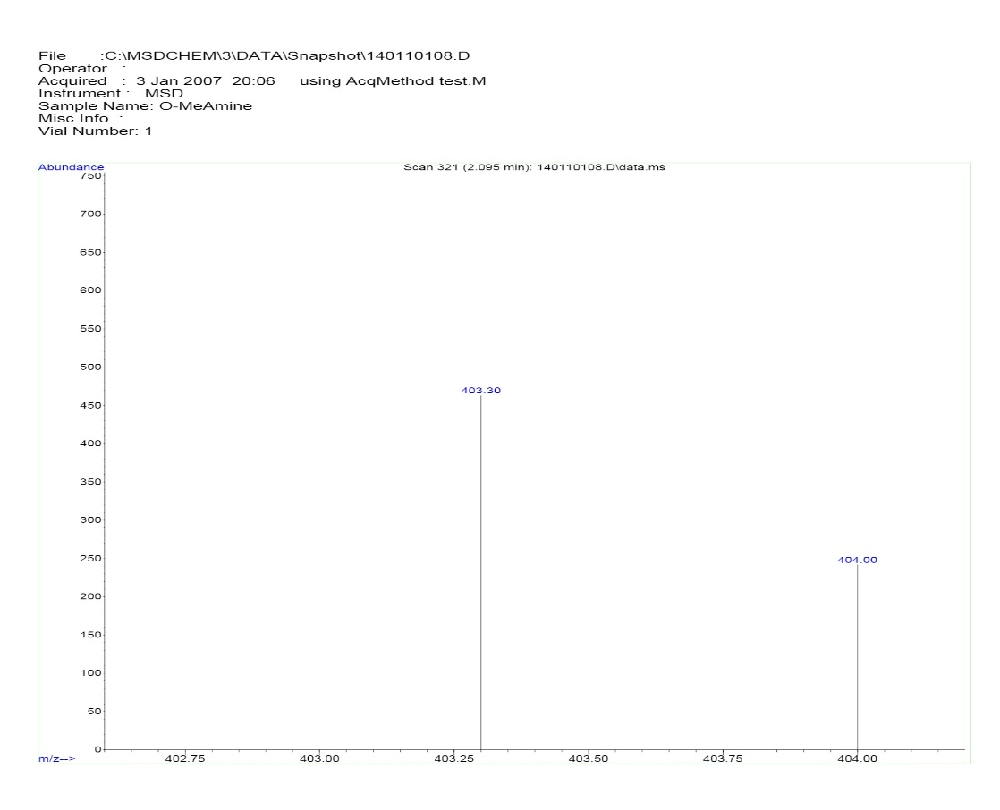 File :C:\MSDCHEM\3\DATA\Snapshot\140110108.D
Operator :
Acquired : 3 Jan 2007 20:06 using AcqMethod test.M
Instrument : MSD
Sample Name: O-MeAmine
Misc Info :
Vial Number: 1
Abundance
Scan 321 (2.095 min): 140110108.D\data.ms
750
700
650
600
550
500
403.30
450
400
350
300
250
404.00
200
150
100
50
0
m/z--> 402.75 403.00 403.25 403.50 403.75 404.00